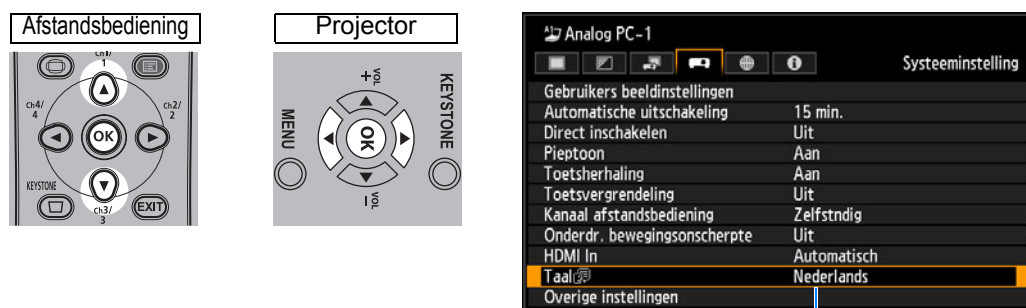 Afstandsbediening
Ch1/
1
Ch4/
4
Ch2/
2
OK
KEYSTONE
Ch3/
3
EXIT
Projector
VOL
+
KEYSTONE
MENU
OK
−
VOL
Analog PC-1
Systeeminstelling
Gebruikers beeldinstellingen
Automatische uitschakeling 15 min.
Direct inschakelen Uit
Pieptoon Aan
Toetsherhaling Aan
Toetsvergrendeling Uit
Kanaal afstandsbediening Zelfstndig
Onderdr. bewegingsonscherpte Uit
HDMI In Automatisch
Taal Nederlands
Overige instellingen